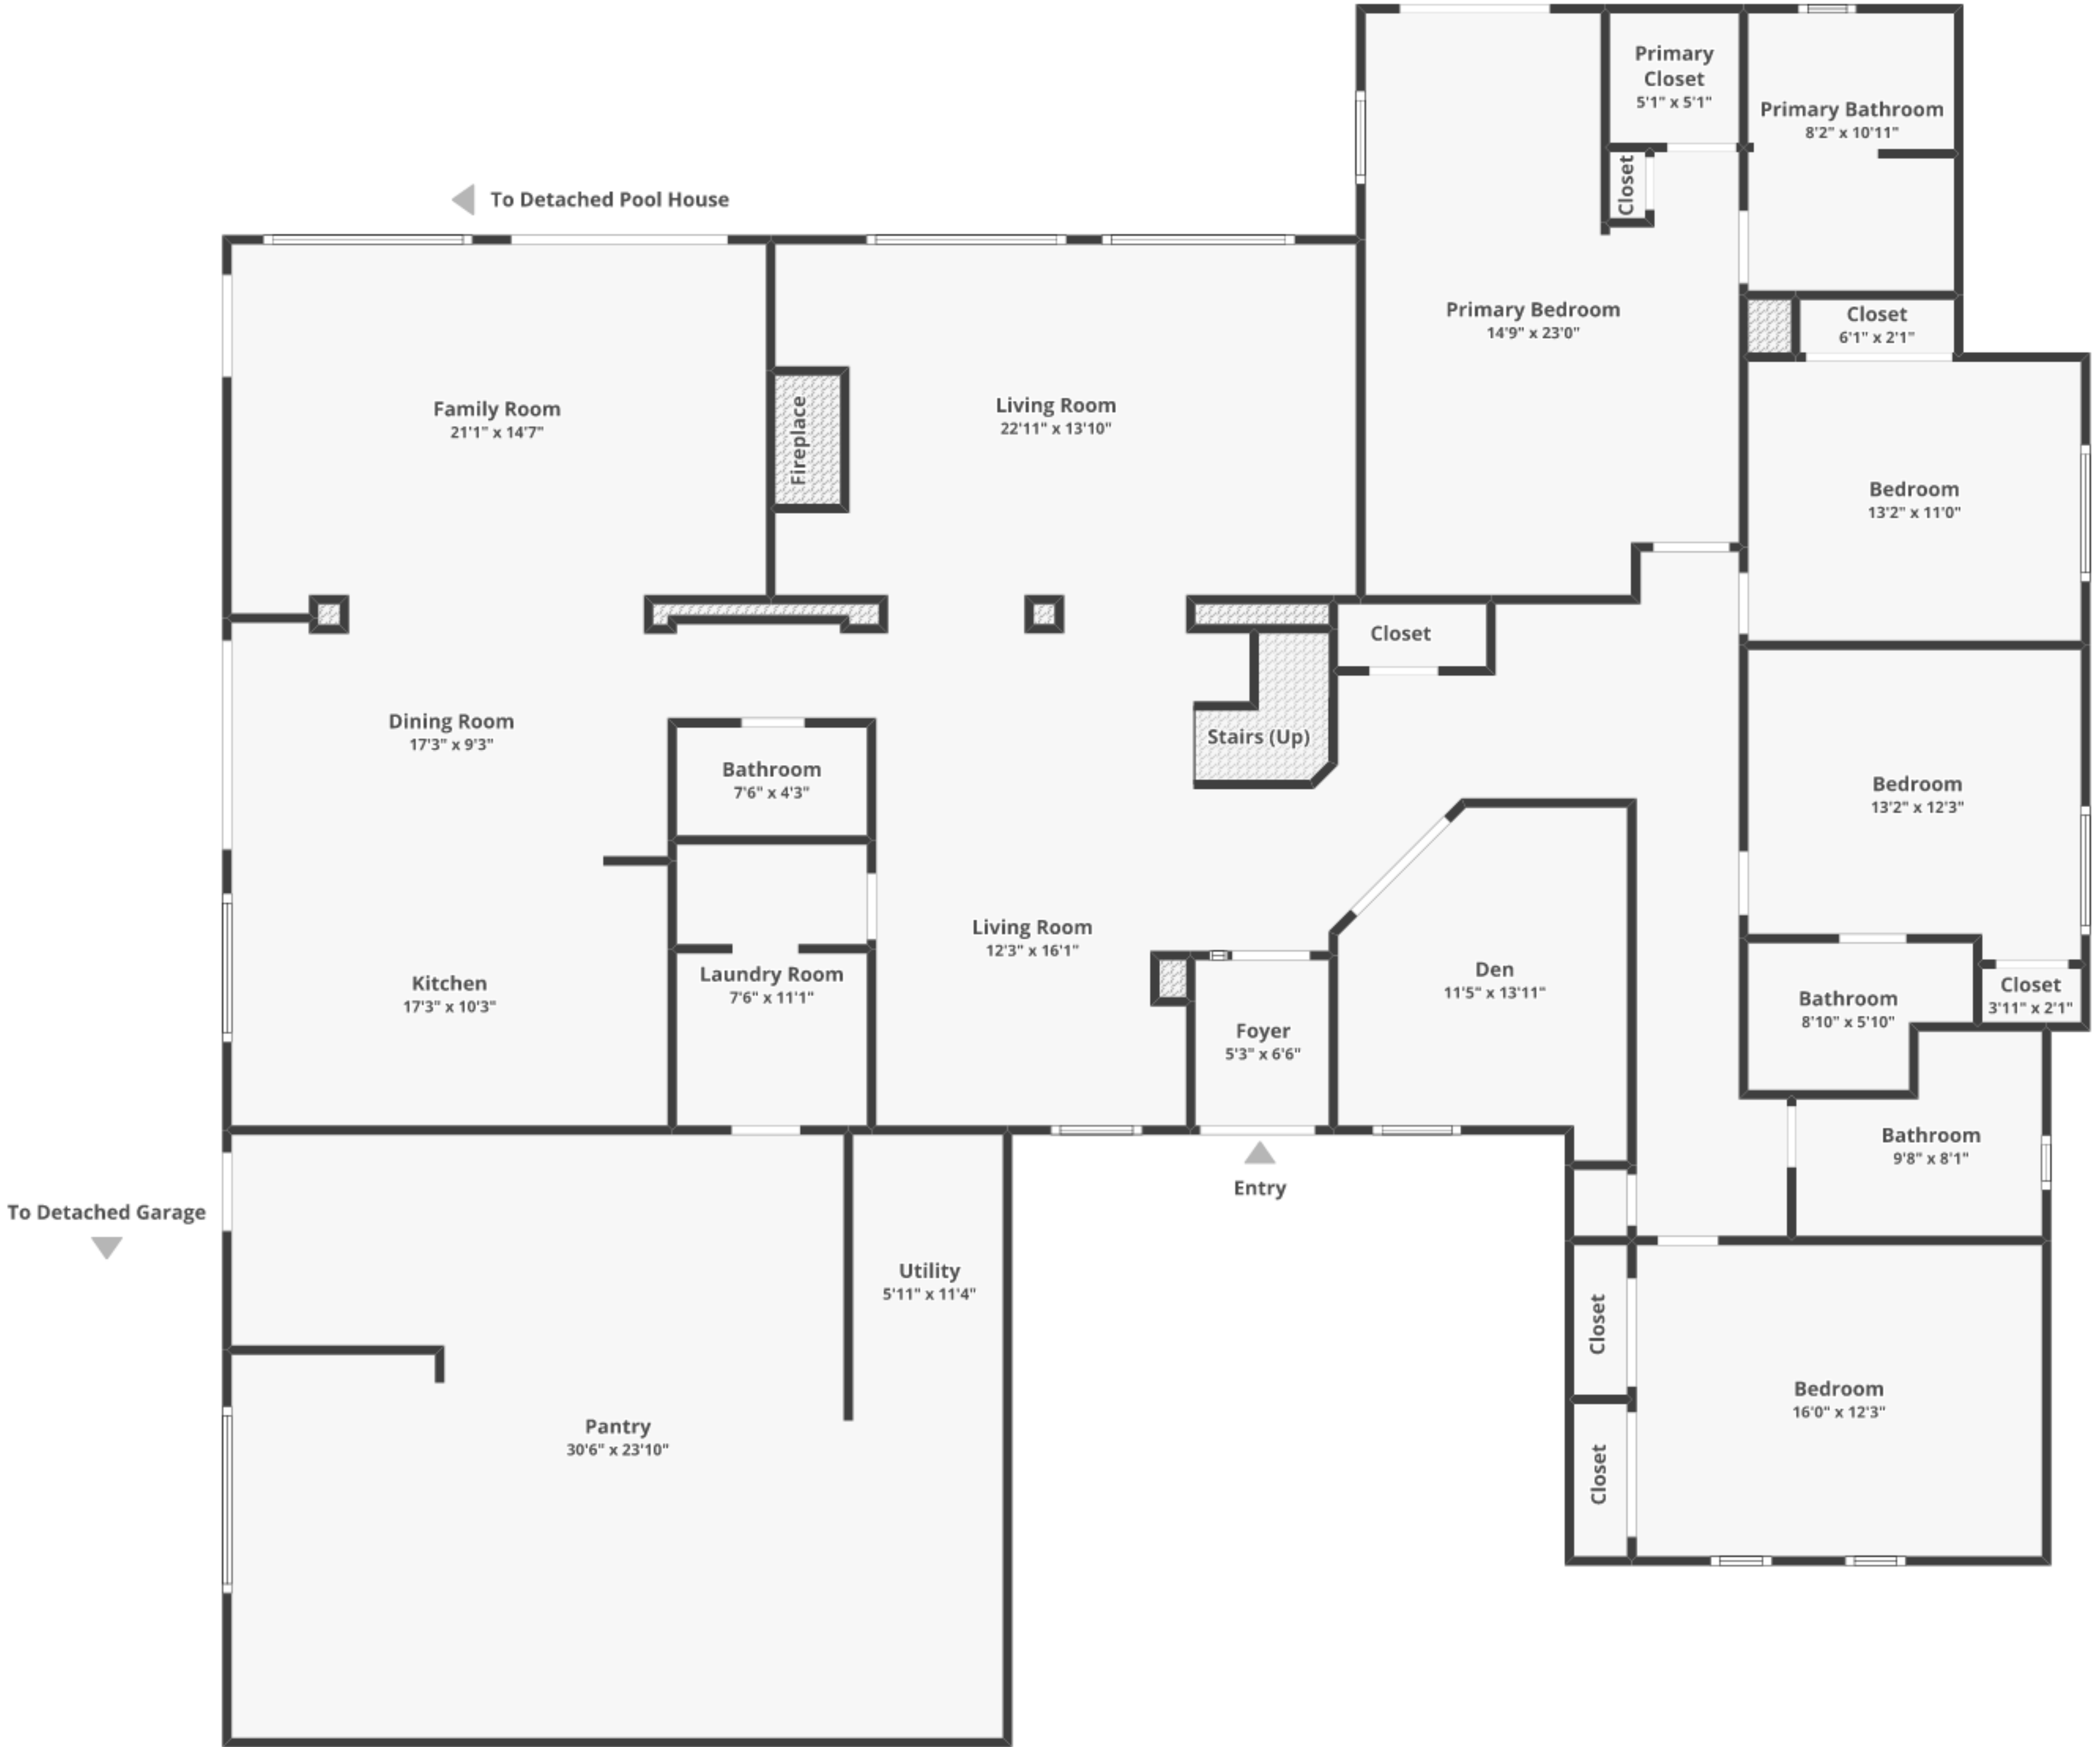 Primary
Closet
5'1" x 5'1"
Primary Bathroom
8'2" x 10'11"
Closet
To Detached Pool House
Primary Bedroom
14'9" x 23'0"
Closet
6'1" x 2'1"
Family Room
21'1" x 14'7"
Fireplace
Living Room
22'11" x 13'10"
Bedroom
13'2" x 11'0"
Closet
Dining Room
17'3" x 9'3"
Stairs (Up)
Bathroom
7'6" x 4'3"
Bedroom
13'2" x 12'3"
Living Room
12'3" x 16'1"
Kitchen
17'3" x 10'3"
Laundry Room
7'6" x 11'1"
Den
11'5" x 13'11"
Bathroom
8'10" x 5'10"
Closet
3'11" x 2'1"
Foyer
5'3" x 6'6"
Bathroom
9'8" x 8'1"
Entry
To Detached Garage
Utility
5'11" x 11'4"
Closet
Bedroom
16'0" x 12'3"
Pantry
30'6" x 23'10"
Closet